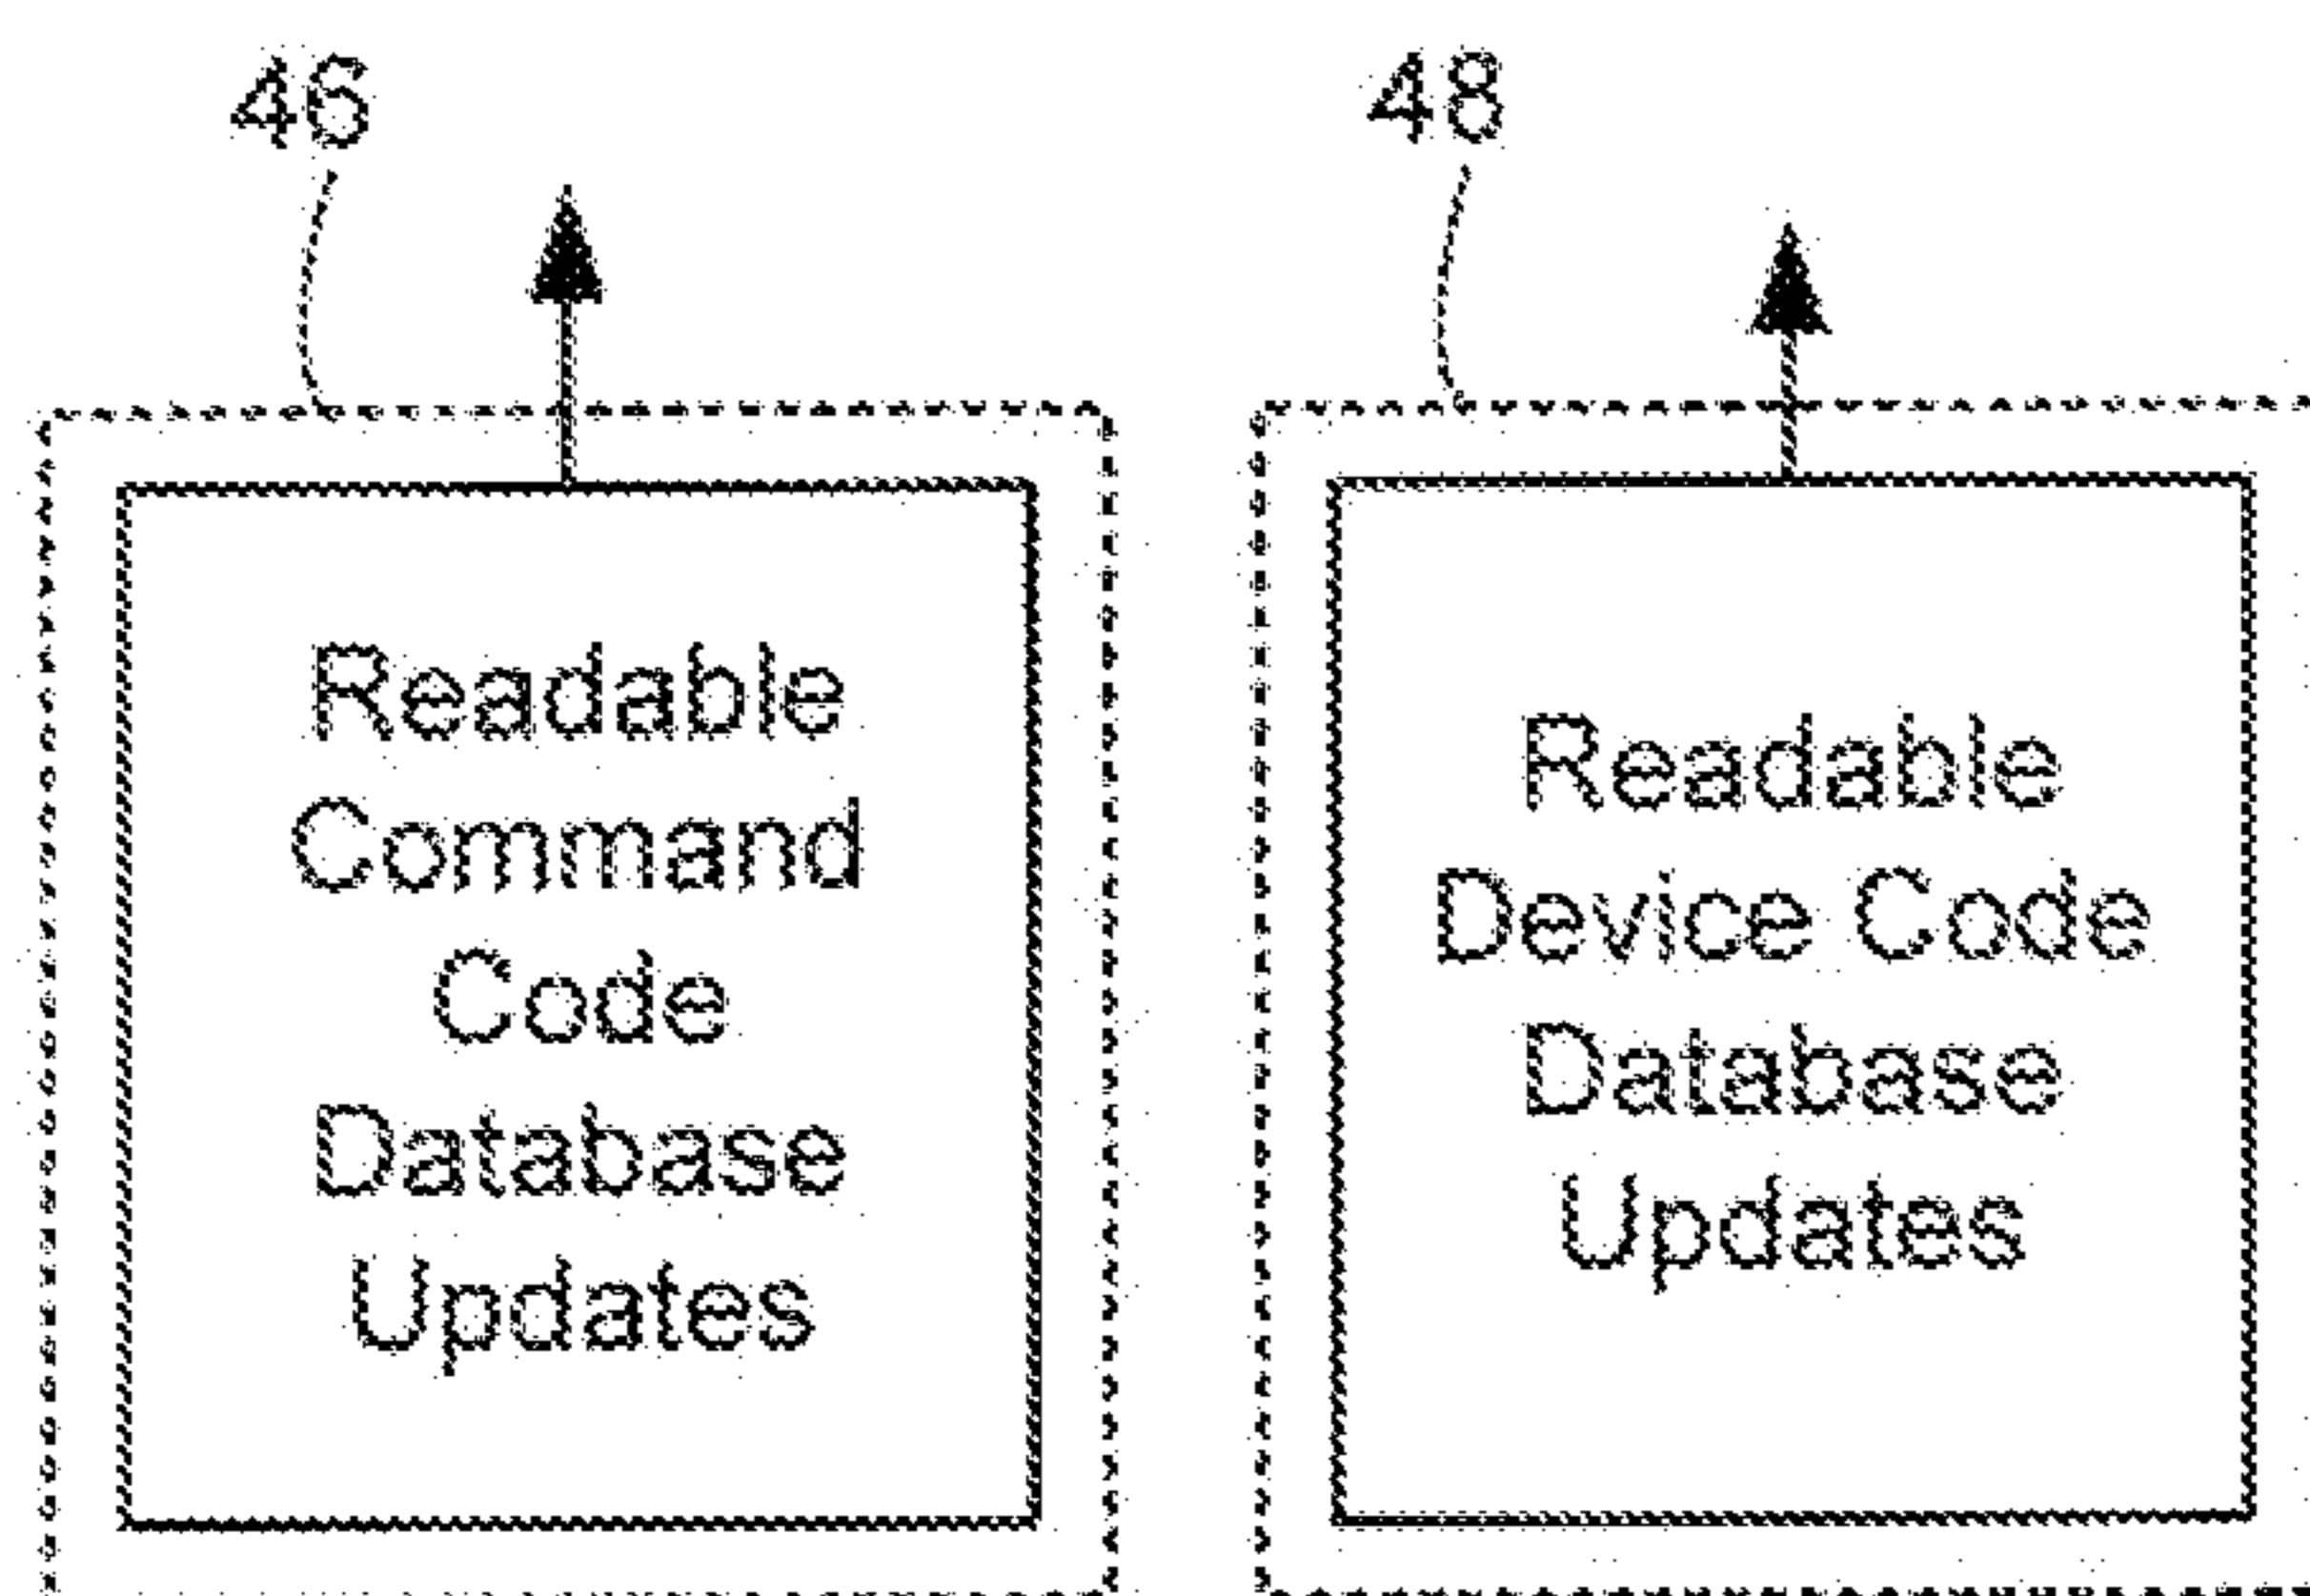 46
48
Readable
Command
Code
Database
Updates
Readable
Device Code
Database
Updates